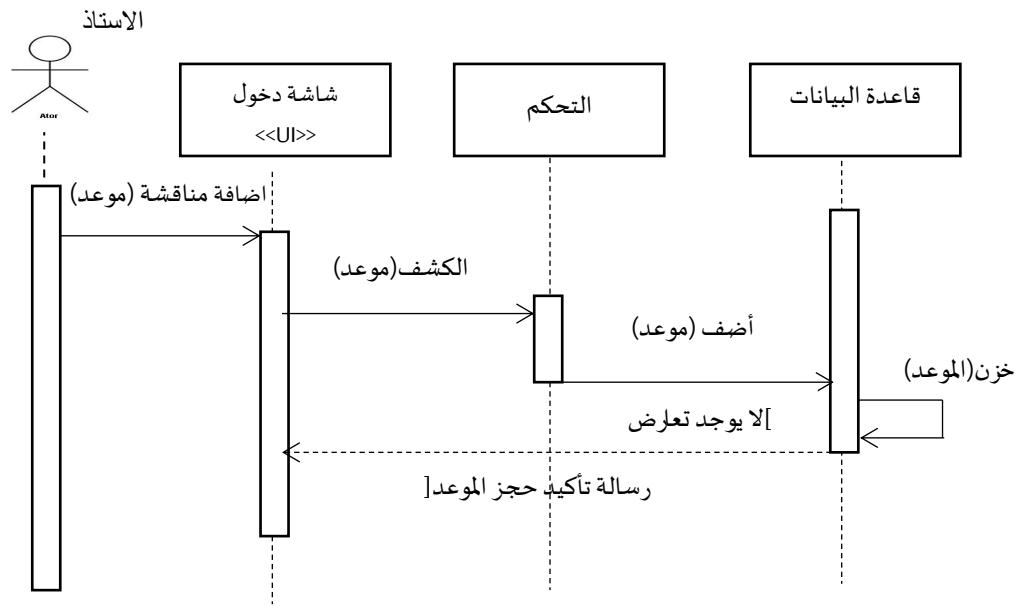 الاستاذ
Ator
شاشة دخول
<<UI>>
التحكم
قاعدة البيانات
اضافة مناقشة (موعد)
الكشف(موعد)
أضف (موعد)
خزن(الموعد)
]لا يوجد تعارض
رسالة تأكيد حجز الموعد[